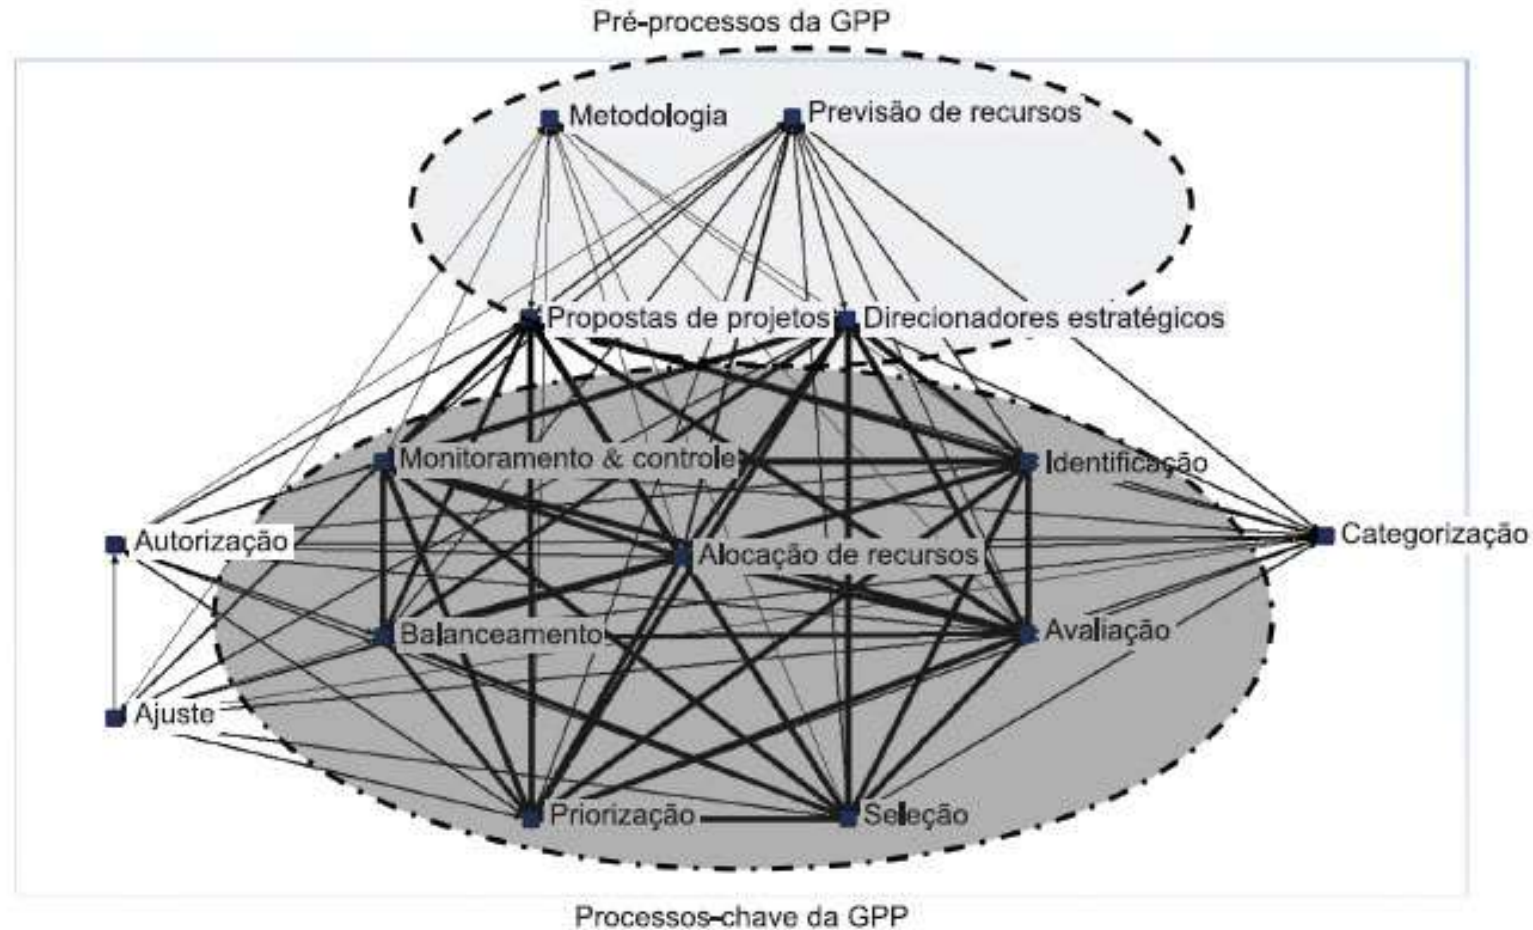 Pré-processos da GPP
Metodologia
Previsão de recursos
Propostas de projetos
Direcionadores estratégicos
Monitoramento & controle
Identificação
Autorização
Alocação de recursos
Categorização
Balanceamento
Avaliação
Ajuste
Priorização
Seleção
Processos-chave da GPP